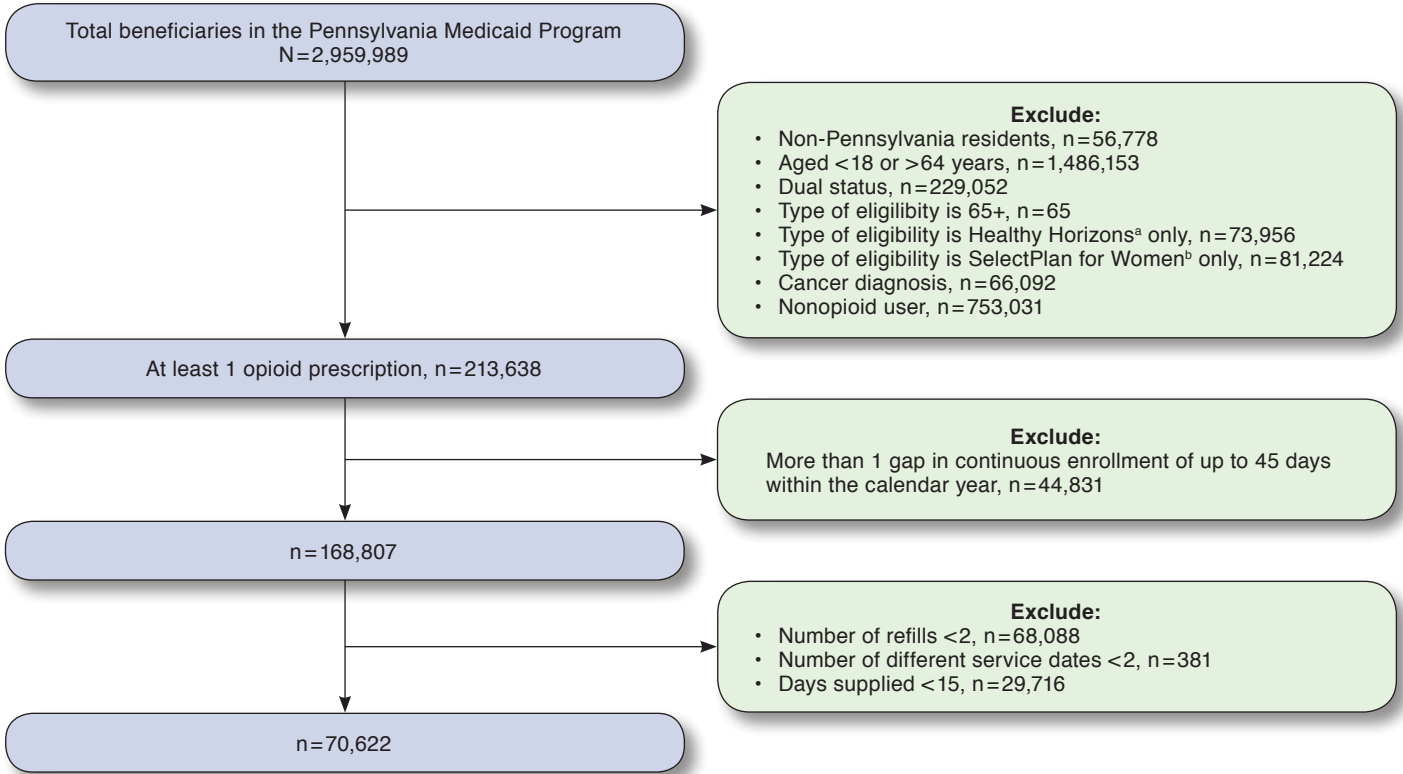 Total beneficiaries in the Pennsylvania Medicaid Program
N=2,959,989
Exclude:
• Non-Pennsylvania residents, n=56,778
• Aged <18 or >64 years, n=1,486,153
• Dual status, n=229,052
• Type of eligilibity is 65+, n=65
• Type of eligibility is Healthy Horizonsᵃ only, n=73,956
• Type of eligibility is SelectPlan for Womenᵇ only, n=81,224
• Cancer diagnosis, n=66,092
• Nonopioid user, n=753,031
At least 1 opioid prescription, n=213,638
Exclude:
More than 1 gap in continuous enrollment of up to 45 days
within the calendar year, n=44,831
n=168,807
Exclude:
• Number of refills <2, n=68,088
• Number of different service dates <2, n=381
• Days supplied <15, n=29,716
n=70,622